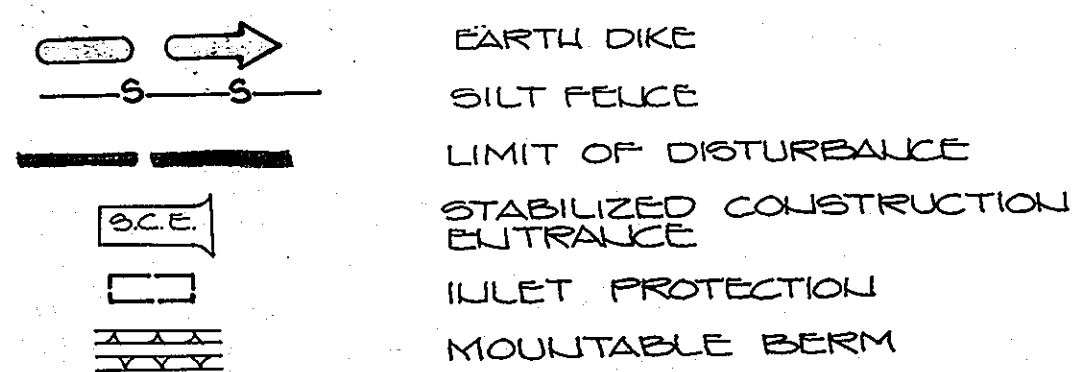 EARTH DIKE
S S SILT FENCE
LIMIT OF DISTURBANCE
S.C.E. STABILIZED CONSTRUCTION
ENTRANCE
INLET PROTECTION
MOUNTABLE BERM